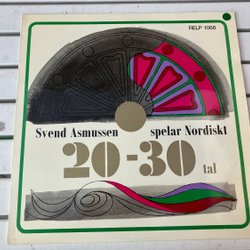 RELP 1068
Svend Asmussen spelar Nordiskt
20-30 tal